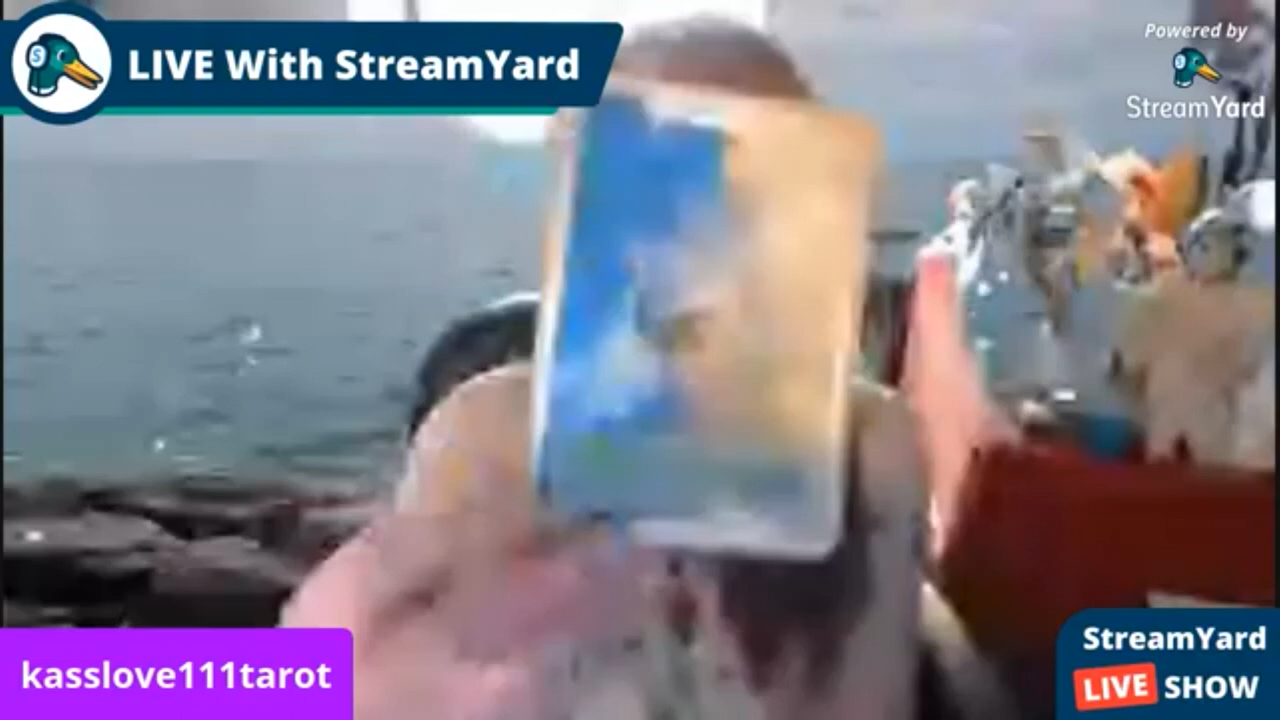 LIVE With StreamYard
Powered by
StreamYard
kasslove111tarot
StreamYard
LIVE SHOW